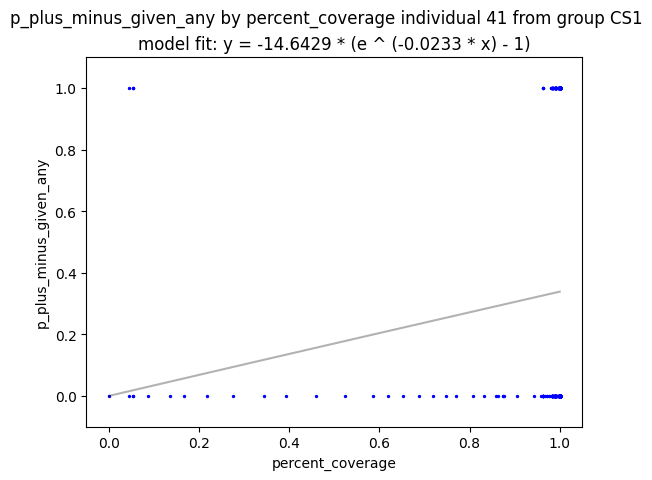 p_plus_minus_given_any by percent_coverage individual 41 from group CS1
model fit: y = -14.6429 * (e ^ (-0.0233 * x) - 1)
1.0
0.8
0.6
0.4
0.2
0.0
p_plus_minus_given_any
0.0 0.2 0.4 0.6 0.8 1.0
percent_coverage